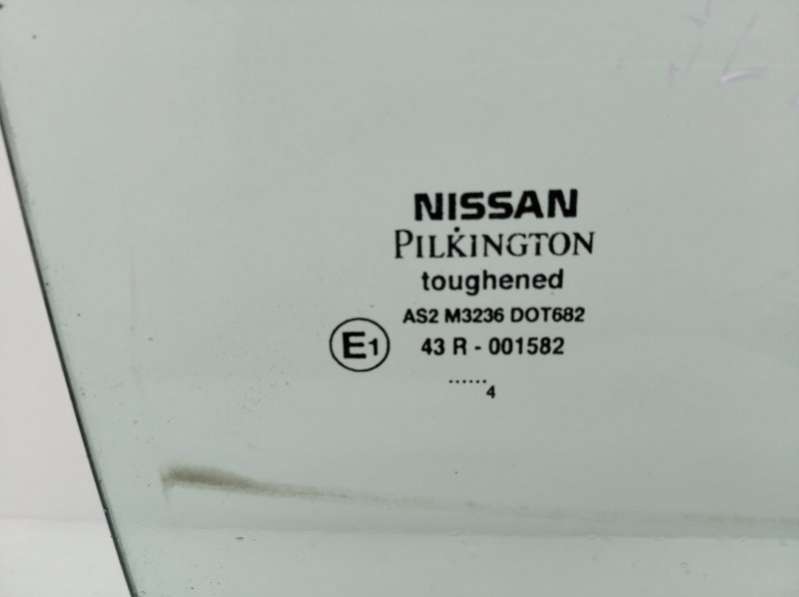 NISSAN
PILKINGTON
toughened
AS2 M3236 DOT682
E1 43 R - 001582
......4